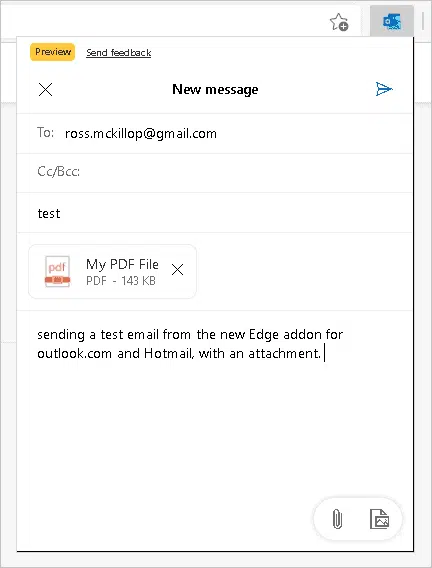 Preview Send feedback
New message
To: ross.mckillop@gmail.com
Cc/Bcc:
test
pdf
My PDF File
PDF - 143 KB
sending a test email from the new Edge addon for
outlook.com and Hotmail, with an attachment.